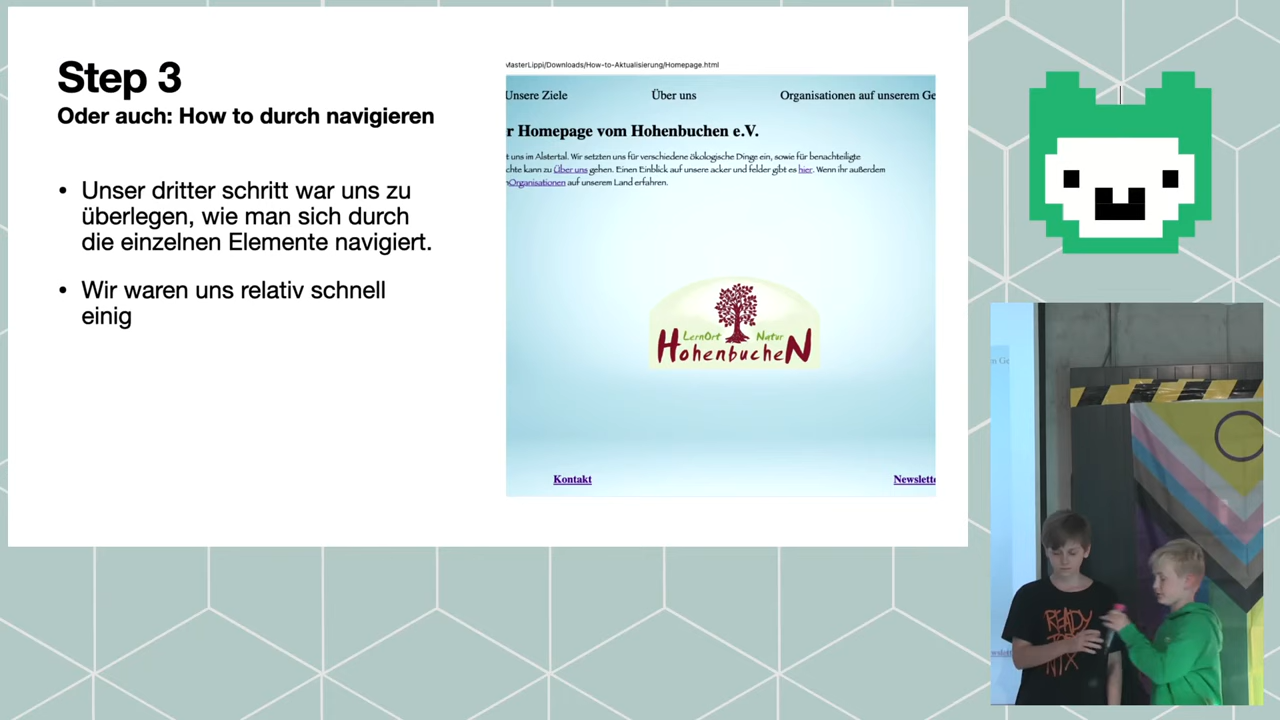 Step 3
Oder auch: How to durch navigieren
• Unser dritter schritt war uns zu
überlegen, wie man sich durch
die einzelnen Elemente navigiert.
• Wir waren uns relativ schnell
einig
MasterLippi/Downloads/How-to-Aktualisierung/Homepage.html
Unsere Ziele Über uns Organisationen auf unserem Ge
r Homepage vom Hohenbuchen e.V.
t uns im Alstertal. Wir setzten uns für verschiedene ökologische Dinge ein, sowie für benachteiligte
chte kann zu Über uns gehen. Einen Einblick auf unsere acker und felder gibt es hier. Wenn ihr außerdem
Organisationen auf unserem Land erfahren.
LernOrt Natur
HohenbucheN
Kontakt Newslette
n Ge
READY
NIX